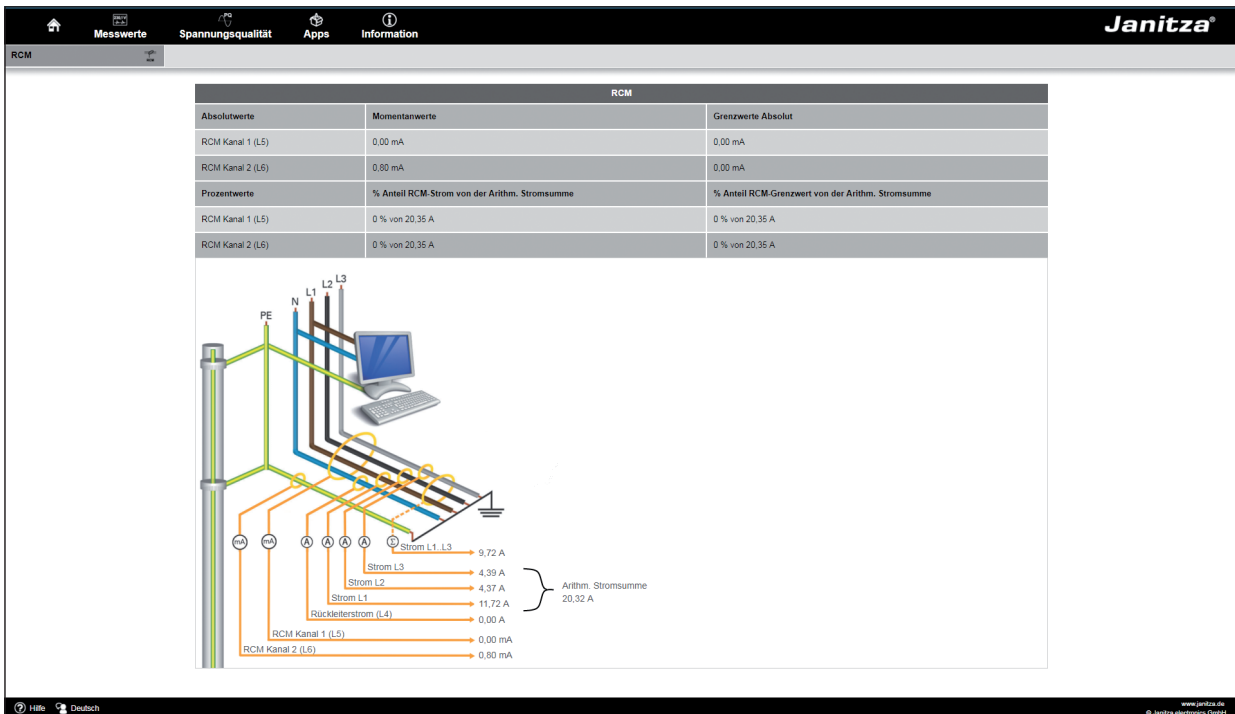 Messwerte Spannungsqualität Apps Information Janitza®
RCM
RCM
Absolutwerte Momentanwerte Grenzwerte Absolut
RCM Kanal 1 (L5) 0,00 mA 0,00 mA
RCM Kanal 2 (L6) 0,80 mA 0,00 mA
Prozentwerte % Anteil RCM-Strom von der Arithm. Stromsumme % Anteil RCM-Grenzwert von der Arithm. Stromsumme
RCM Kanal 1 (L5) 0 % von 20,35 A 0 % von 20,35 A
RCM Kanal 2 (L6) 0 % von 20,35 A 0 % von 20,35 A
PE N L1 L2 L3
mA mA A A A A Σ
Strom L1..L3 9,72 A
Strom L3 4,39 A
Strom L2 4,37 A
Strom L1 11,72 A
Arithm. Stromsumme
20,32 A
Rückleiterstrom (L4) 0,00 A
RCM Kanal 1 (L5) 0,00 mA
RCM Kanal 2 (L6) 0,80 mA
Hilfe Deutsch
www.janitza.de
© Janitza electronics GmbH